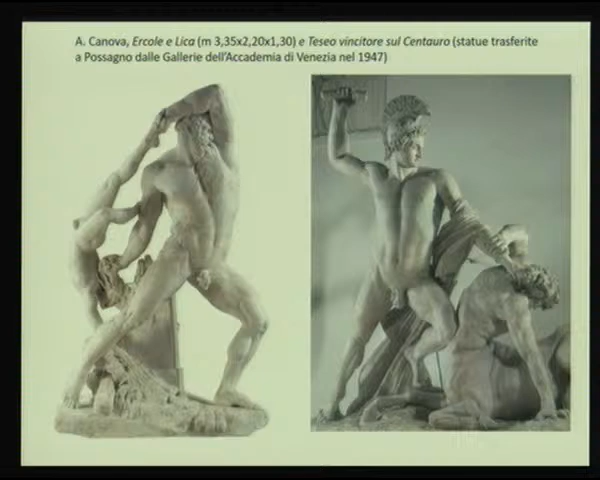 A. Canova, Ercole e Lica (m 3,35x2,20x1,30) e Teseo vincitore sul Centauro (statue trasferite
a Possagno dalle Gallerie dell'Accademia di Venezia nel 1947)